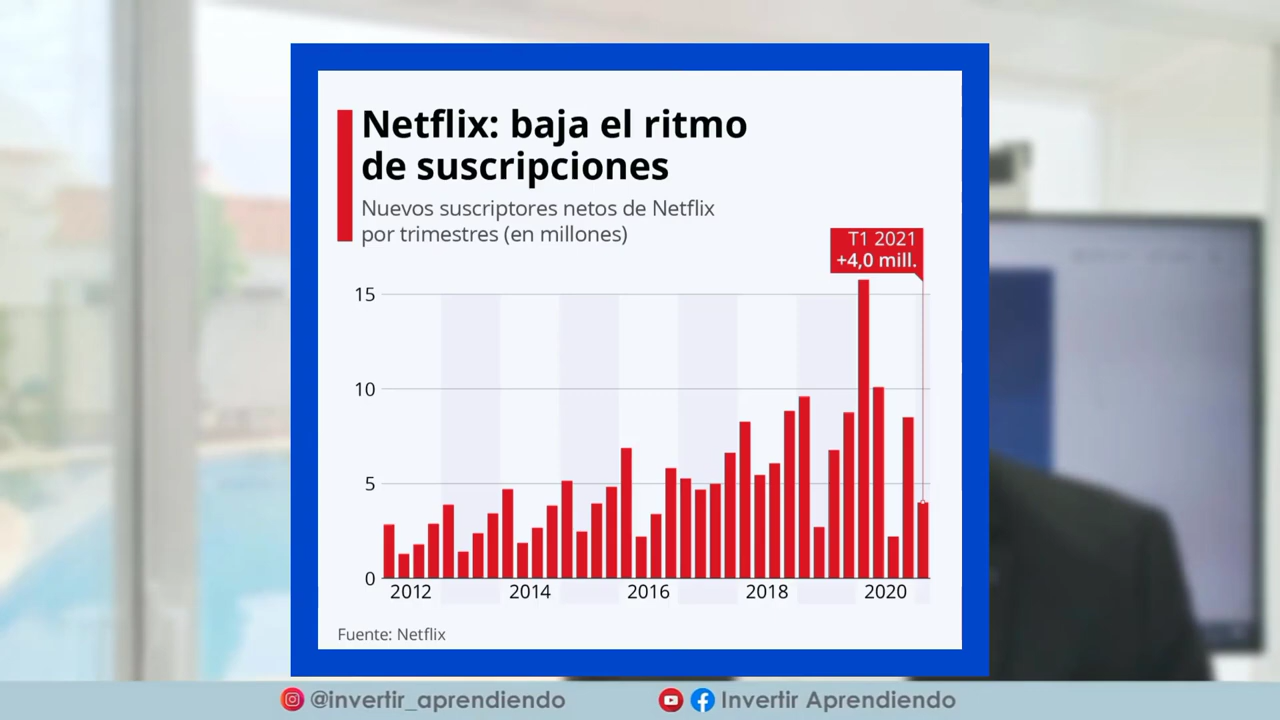 Netflix: baja el ritmo
de suscripciones
Nuevos suscriptores netos de Netflix
por trimestres (en millones)
T1 2021
+4,0 mill.
15
10
5
0
2012 2014 2016 2018 2020
Fuente: Netflix
@invertir_aprendiendo Invertir Aprendiendo